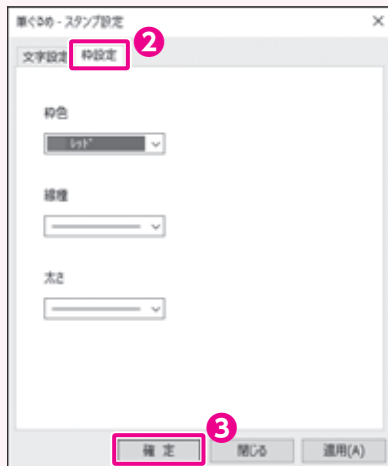 筆ぐるめ - スタンプ設定
文字設定 枠設定
2
枠色
レッド
線種
太さ
3
確 定 閉じる 適用(A)